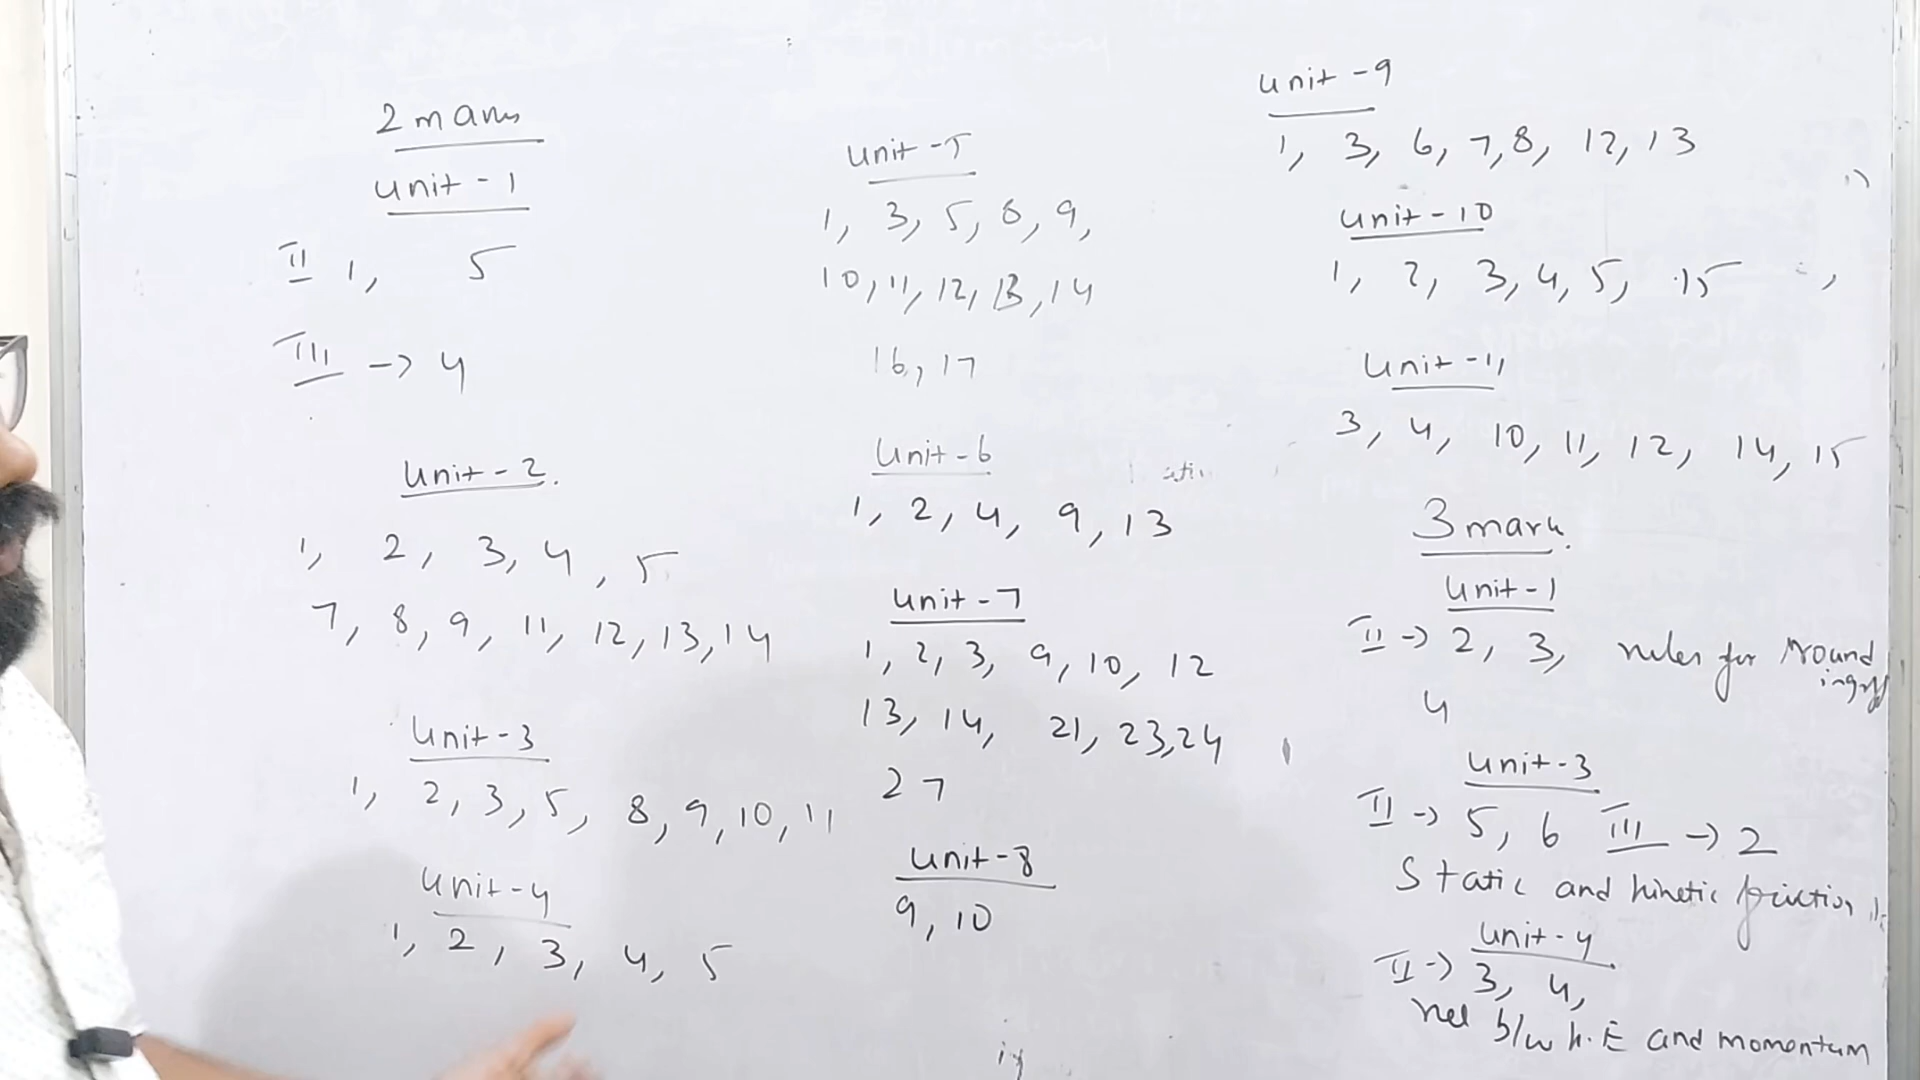 2 marks
unit-1
II 1, 5
III -> 4
unit-2.
1, 2, 3, 4, 5
7, 8, 9, 11, 12, 13, 14
unit-3
1, 2, 3, 5, 8, 9, 10, 11
unit-4
1, 2, 3, 4, 5
unit-5
1, 3, 5, 8, 9,
10, 11, 12, 13, 14
16, 17
unit-6
1, 2, 4, 9, 13
unit-7
1, 2, 3, 9, 10, 12
13, 14, 21, 23, 24
27
unit-8
9, 10
unit-9
1, 3, 6, 7, 8, 12, 13
unit-10
1, 2, 3, 4, 5, 15
unit-11
3, 4, 10, 11, 12, 14, 15
3 mark.
unit-1
II -> 2, 3, rules for round
ingoff
4
unit-3
II -> 5, 6 III -> 2
Static and kinetic friction
unit-4
II -> 3, 4,
rel b/w k.E and momentum